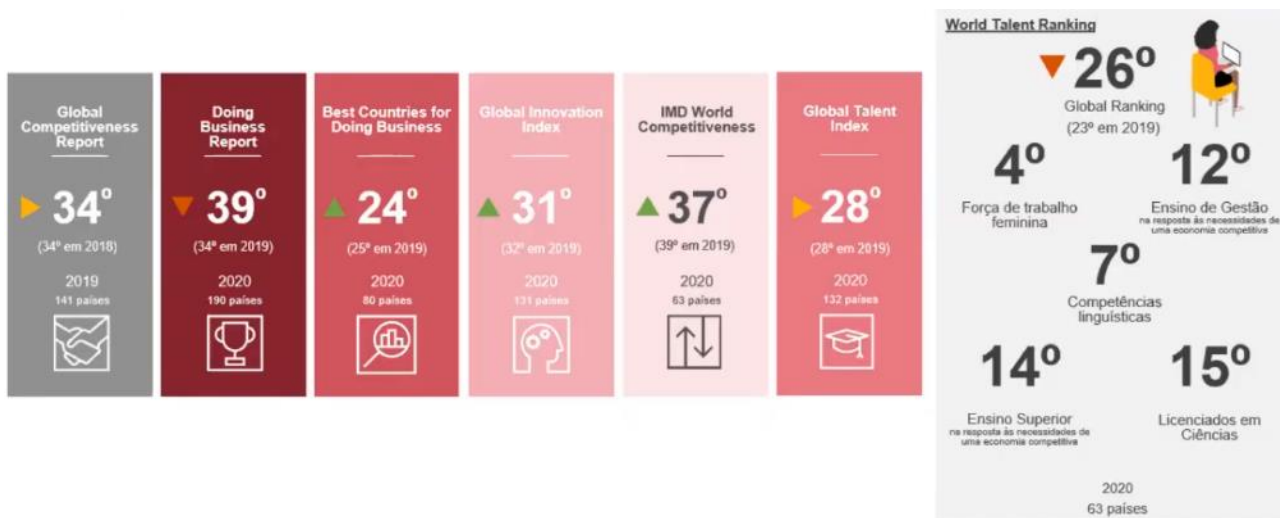 Global
Competitiveness
Report
34º
(34º em 2018)
2019
141 países
Doing
Business
Report
39º
(34º em 2019)
2020
190 países
Best Countries for
Doing Business
24º
(25º em 2019)
2020
80 países
Global Innovation
Index
31º
(32º em 2019)
2020
131 países
IMD World
Competitiveness
37º
(39º em 2019)
2020
63 países
Global Talent
Index
28º
(28º em 2019)
2020
132 países
World Talent Ranking
26º
Global Ranking
(23º em 2019)
4º
Força de trabalho
feminina
12º
Ensino de Gestão
na resposta às necessidades de
uma economia competitiva
7º
Competências
linguísticas
14º
Ensino Superior
na resposta às necessidades de
uma economia competitiva
15º
Licenciados em
Ciências
2020
63 países